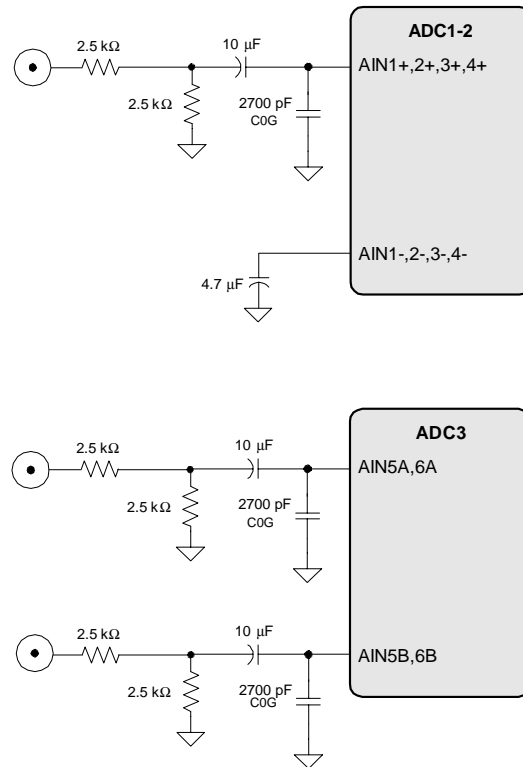 ADC1-2
2.5 kΩ
10 µF
AIN1+,2+,3+,4+
2.5 kΩ
2700 pF
C0G
AIN1-,2-,3-,4-
4.7 µF
ADC3
2.5 kΩ
10 µF
AIN5A,6A
2.5 kΩ
2700 pF
C0G
2.5 kΩ
10 µF
AIN5B,6B
2.5 kΩ
2700 pF
C0G